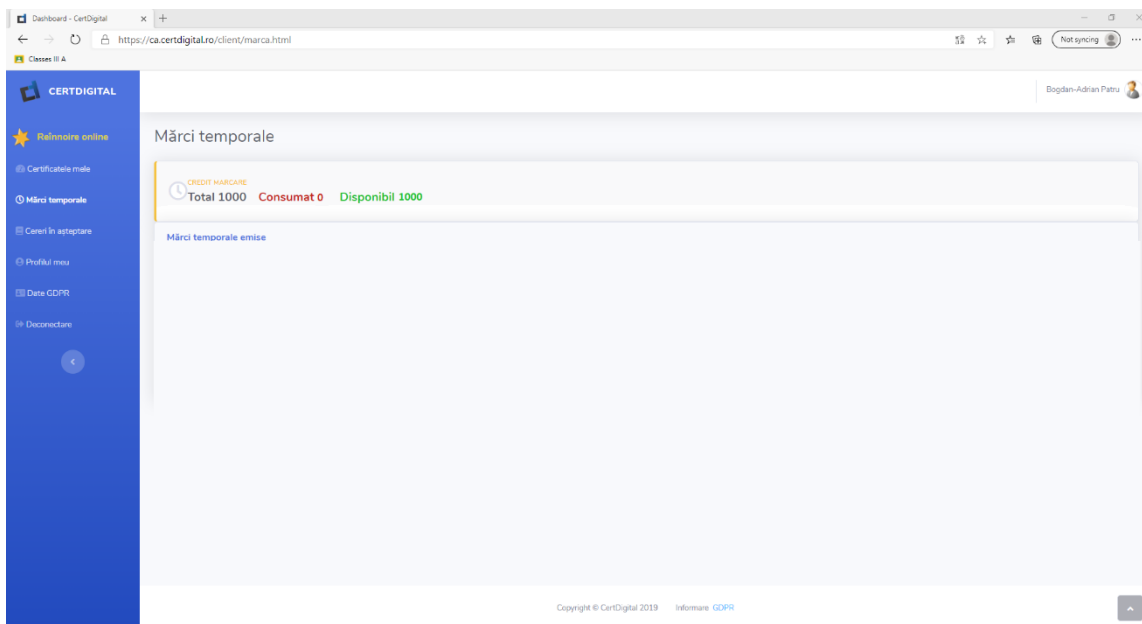 Dashboard - CertDigital
https://ca.certdigital.ro/client/marca.html
Not syncing
Classes III A
CERTDIGITAL
Bogdan-Adrian Patru
Reînnoire online
Mărci temporale
Certificatele mele
CREDIT MARCARE
Total 1000 Consumat 0 Disponibil 1000
Mărci temporale
Cereri în așteptare
Mărci temporale emise
Profilul meu
Date GDPR
Deconectare
Copyright © CertDigital 2019 Informare GDPR